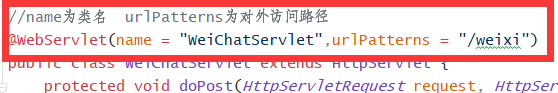 //name为类名  urlPatterns为对外访问路径
@WebServlet(name = "WeiChatServlet",urlPatterns = "/weixi")
public class WeiChatServlet extends HttpServlet {
protected void doPost(HttpServletRequest request, HttpSer